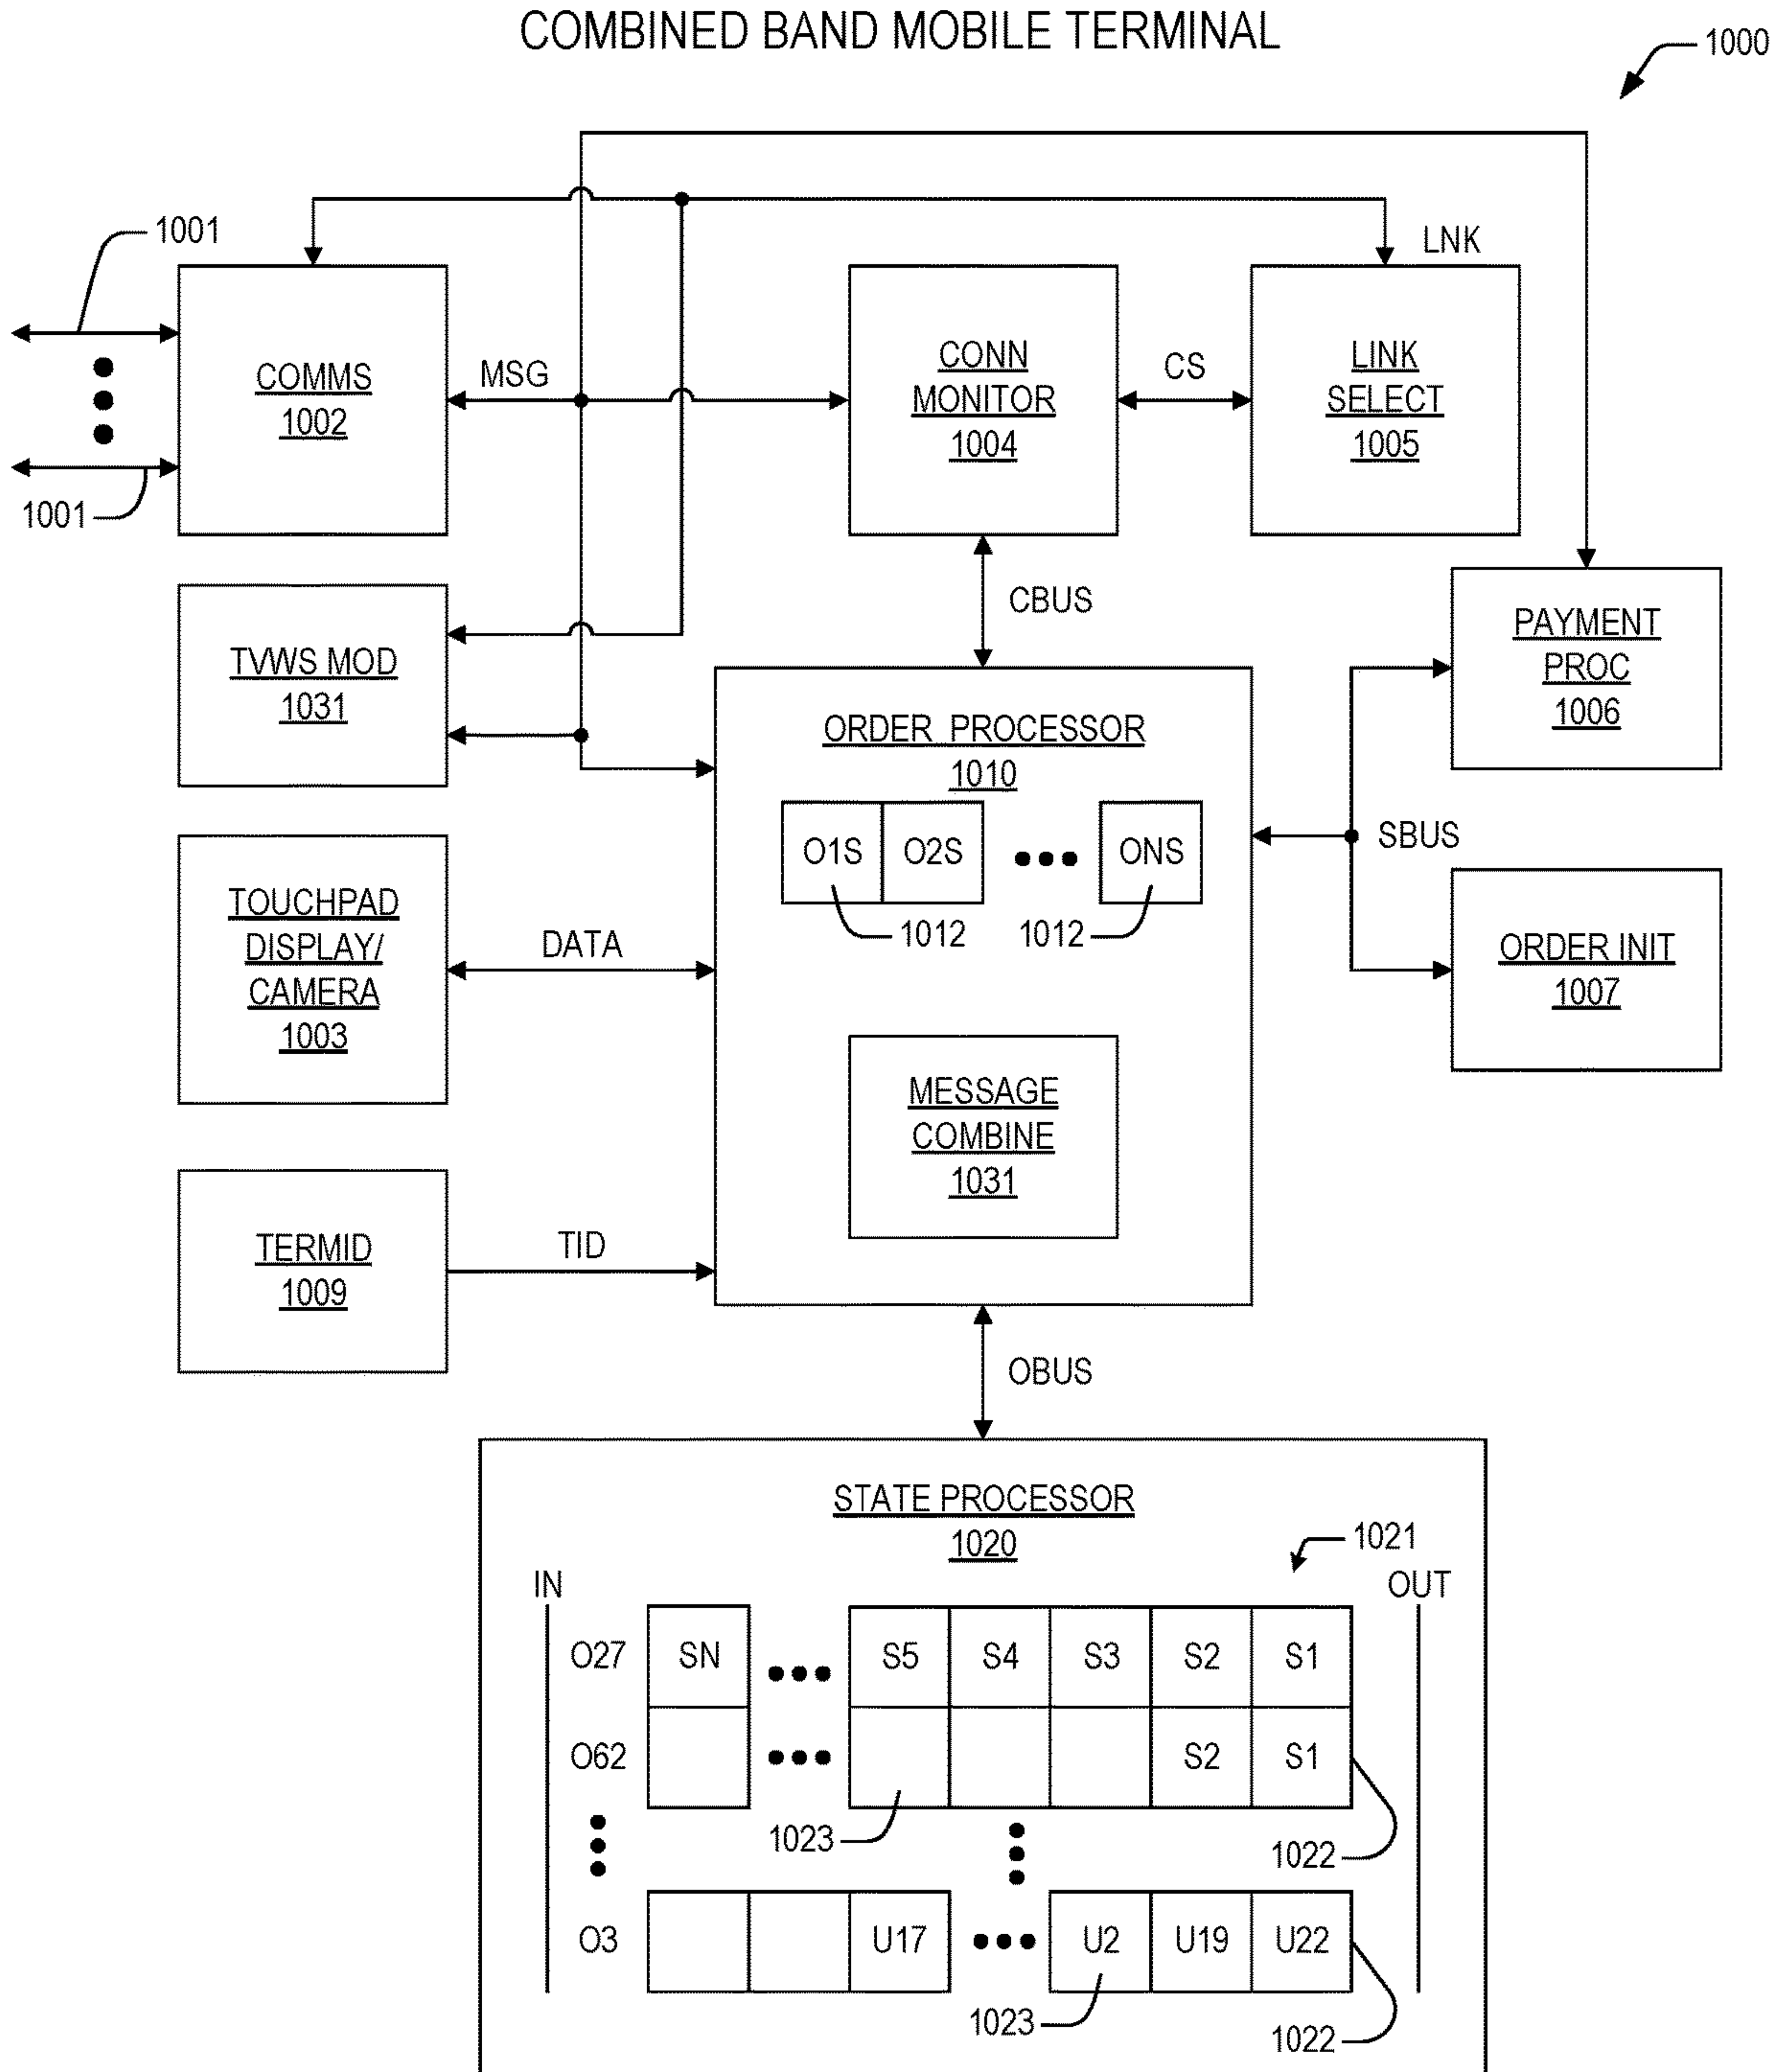 COMBINED BAND MOBILE TERMINAL
1000
1001
LNK
COMMS
1002
MSG
CONN
MONITOR
1004
CS
LINK
SELECT
1005
1001
CBUS
TVWS MOD
1031
PAYMENT
PROC
1006
ORDER PROCESSOR
1010
O1S
O2S
ONS
1012
1012
SBUS
TOUCHPAD
DISPLAY/
CAMERA
1003
DATA
ORDER INIT
1007
MESSAGE
COMBINE
1031
TERMID
1009
TID
OBUS
STATE PROCESSOR
1020
1021
IN
OUT
O27 SN S5 S4 S3 S2 S1
O62 S2 S1
1023
1022
O3 U17 U2 U19 U22
1023
1022